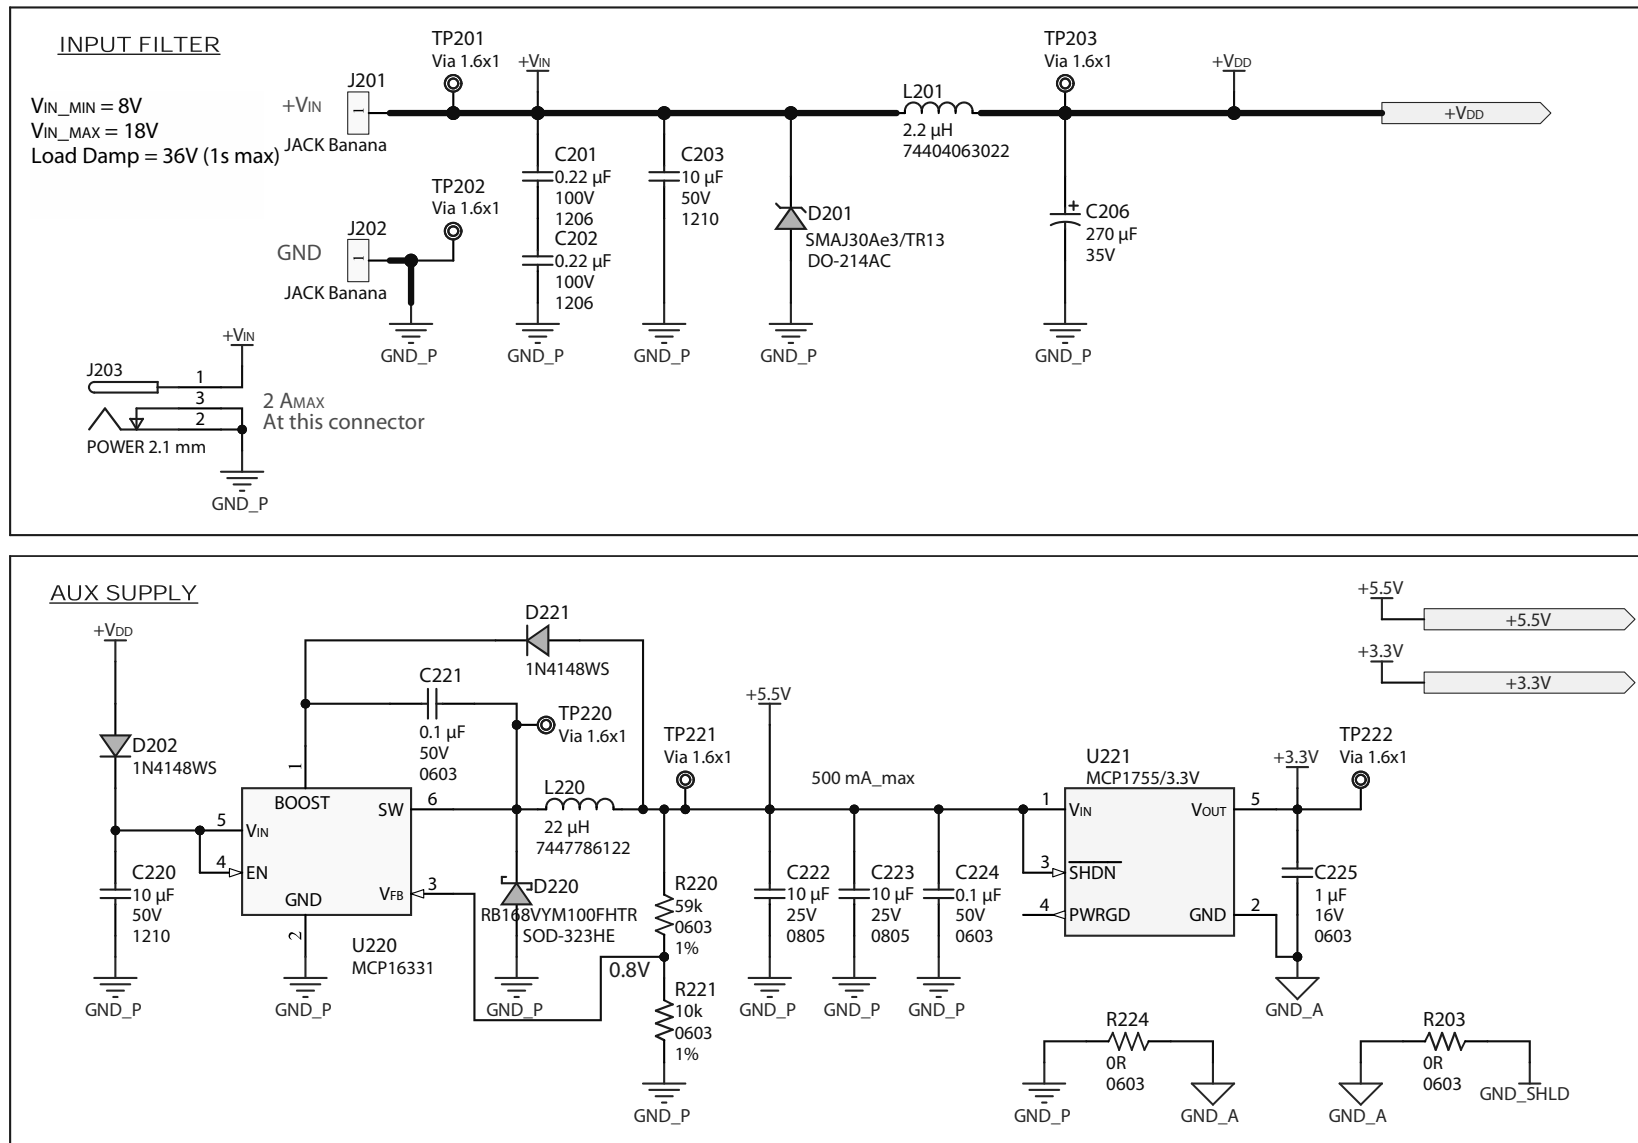 INPUT FILTER
VIN_MIN = 8V
VIN_MAX = 18V
Load Damp = 36V (1s max)
+VIN
J201
1
JACK Banana
TP201
Via 1.6x1
+VIN
GND
J202
1
JACK Banana
TP202
Via 1.6x1
GND_P
C201
0.22 µF
100V
1206
C202
0.22 µF
100V
1206
GND_P
C203
10 µF
50V
1210
GND_P
D201
SMAJ30Ae3/TR13
DO-214AC
GND_P
L201
2.2 µH
74404063022
TP203
Via 1.6x1
C206
+
270 µF
35V
GND_P
+VDD
+VDD
+VIN
J203
1
3
2
POWER 2.1 mm
2 AMAX
At this connector
GND_P
AUX SUPPLY
+VDD
D202
1N4148WS
C220
10 µF
50V
1210
GND_P
D221
1N4148WS
C221
0.1 µF
50V
0603
1
BOOST
SW
6
5
VIN
4
EN
GND
VFB
3
2
U220
MCP16331
GND_P
TP220
Via 1.6x1
L220
22 µH
7447786122
D220
RB168VYM100FHTR
SOD-323HE
GND_P
TP221
Via 1.6x1
R220
59k
0603
1%
0.8V
R221
10k
0603
1%
GND_P
+5.5V
500 mA_max
C222
10 µF
25V
0805
GND_P
C223
10 µF
25V
0805
GND_P
C224
0.1 µF
50V
0603
GND_P
U221
MCP1755/3.3V
1
VIN
VOUT
5
3
SHDN
4
PWRGD
GND
2
+3.3V
TP222
Via 1.6x1
C225
1 µF
16V
0603
GND_A
+5.5V
+5.5V
+3.3V
+3.3V
R224
0R
0603
GND_P
GND_A
R203
0R
0603
GND_A
GND_SHLD